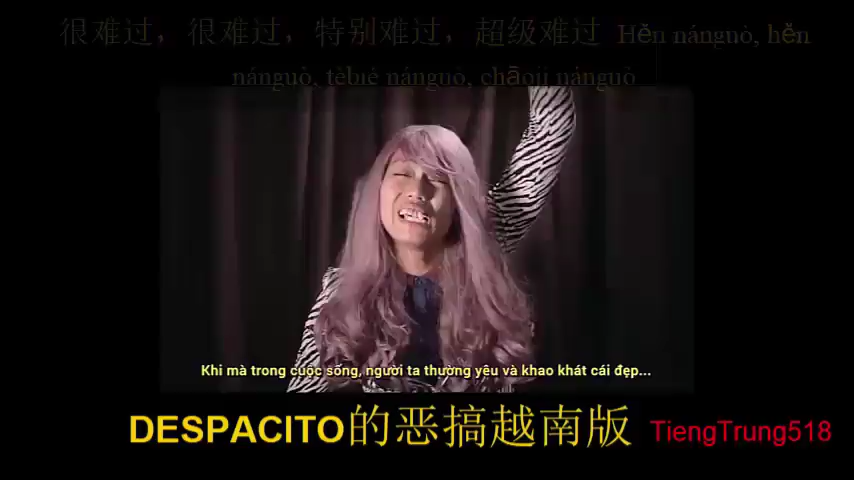 很难过，很难过，特别难过，超级难过 Hěn nánguò, hěn
nánguò, tèbié nánguò, chāojí nánguò
Khi mà trong cuộc sống, người ta thường yêu và khao khát cái đẹp...
DESPACITO的恶搞越南版 TiengTrung518